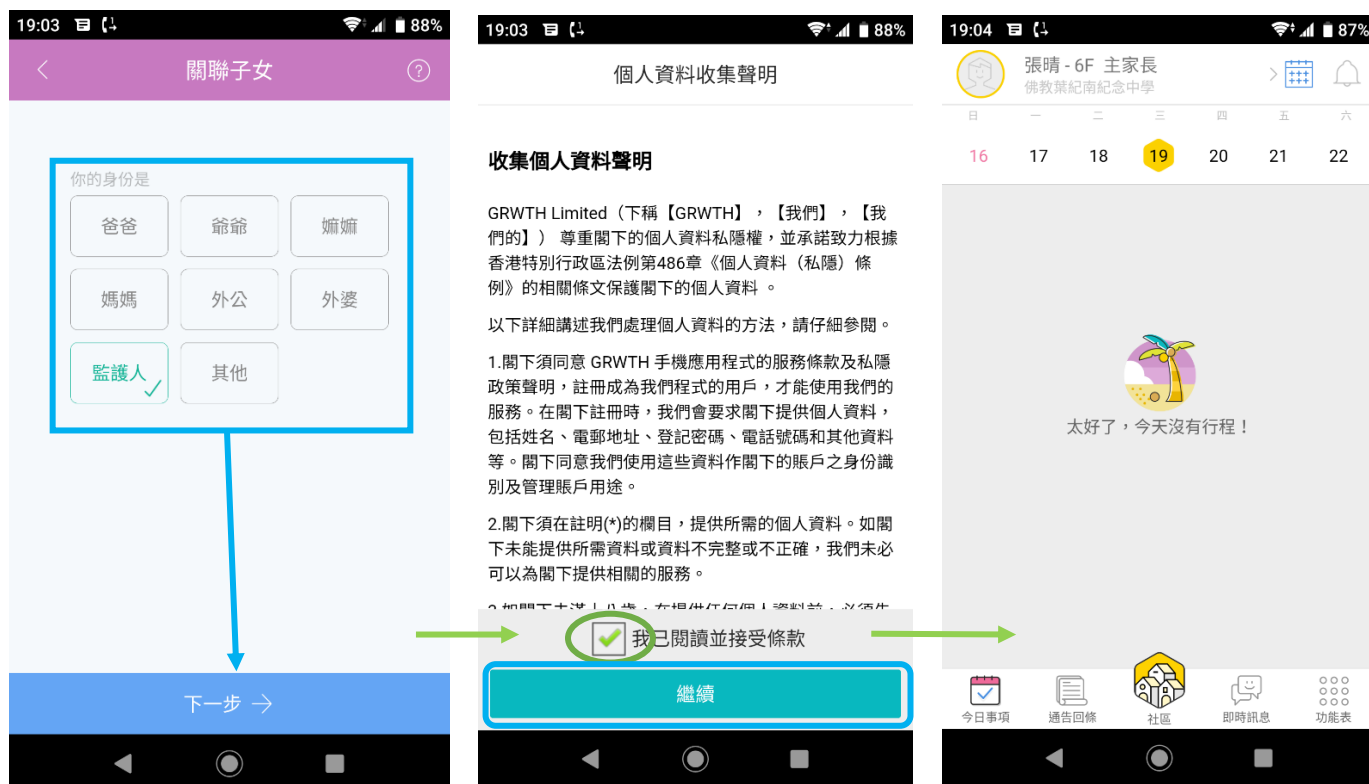 19:03
88%
關聯子女
你的身份是
爸爸
爺爺
嫲嫲
媽媽
外公
外婆
監護人
其他
下一步
19:03
88%
個人資料收集聲明
收集個人資料聲明
GRWTH Limited（下稱【GRWTH】，【我們】，【我
們的】） 尊重閣下的個人資料私隱權，並承諾致力根據
香港特別行政區法例第486章《個人資料（私隱）條
例》的相關條文保護閣下的個人資料 。
以下詳細講述我們處理個人資料的方法，請仔細參閱。
1.閣下須同意 GRWTH 手機應用程式的服務條款及私隱
政策聲明，註冊成為我們程式的用戶，才能使用我們的
服務。在閣下註冊時，我們會要求閣下提供個人資料，
包括姓名、電郵地址、登記密碼、電話號碼和其他資料
等。閣下同意我們使用這些資料作閣下的賬戶之身份識
別及管理賬戶用途。
2.閣下須在註明(*)的欄目，提供所需的個人資料。如閣
下未能提供所需資料或資料不完整或不正確，我們未必
可以為閣下提供相關的服務。
我已閱讀並接受條款
繼續
19:04
87%
張晴 - 6F 主家長
佛教葉紀南紀念中學
日 一 二 三 四 五 六
16 17 18 19 20 21 22
太好了，今天沒有行程！
今日事項 通告回條 社區 即時訊息 功能表